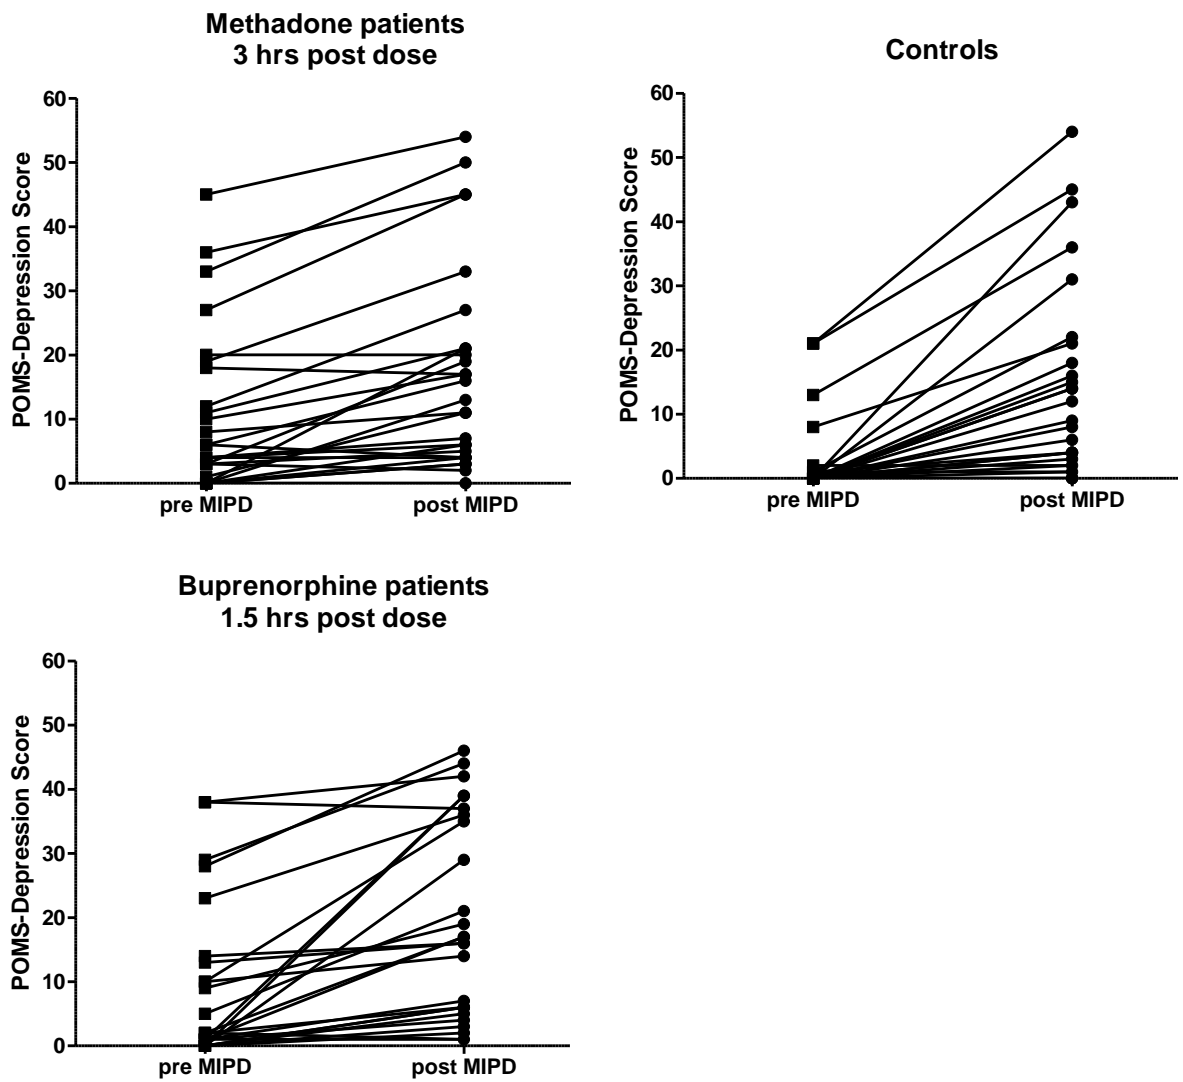 Methadone patients
3 hrs post dose
POMS-Depression Score
60
50
40
30
20
10
0
pre MIPD
post MIPD
Controls
POMS-Depression Score
60
50
40
30
20
10
0
pre MIPD
post MIPD
Buprenorphine patients
1.5 hrs post dose
POMS-Depression Score
60
50
40
30
20
10
0
pre MIPD
post MIPD